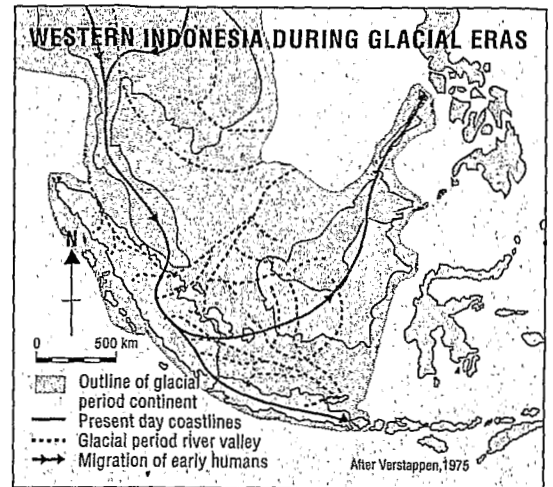 WESTERN INDONESIA DURING GLACIAL ERAS
N
0 500 km
Outline of glacial
period continent
Present day coastlines
Glacial period river valley
Migration of early humans
After Verstappen, 1975